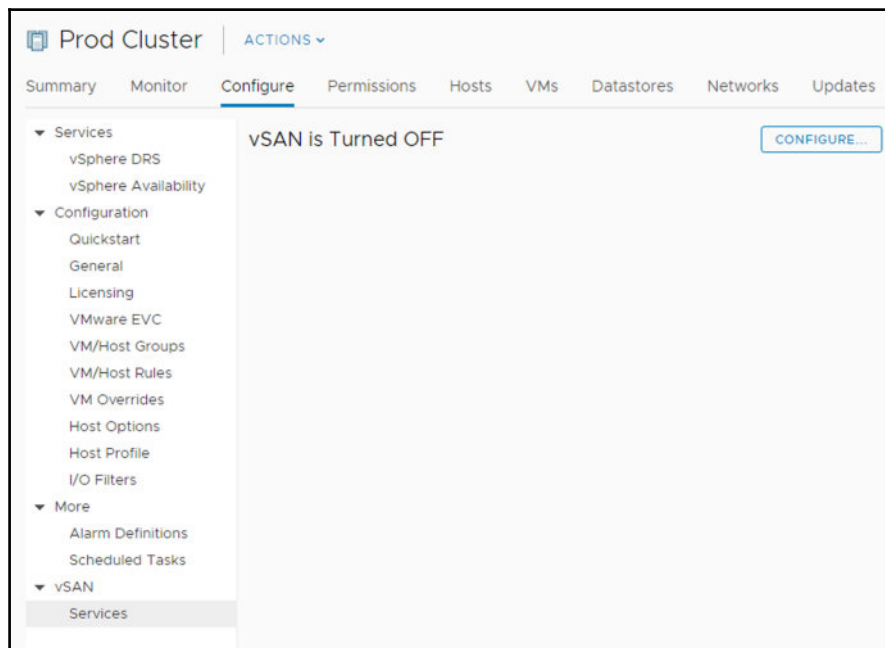 Prod Cluster ACTIONS
Summary Monitor Configure Permissions Hosts VMs Datastores Networks Updates
Services
vSphere DRS
vSphere Availability
Configuration
Quickstart
General
Licensing
VMware EVC
VM/Host Groups
VM/Host Rules
VM Overrides
Host Options
Host Profile
I/O Filters
More
Alarm Definitions
Scheduled Tasks
vSAN
Services
vSAN is Turned OFF
CONFIGURE...